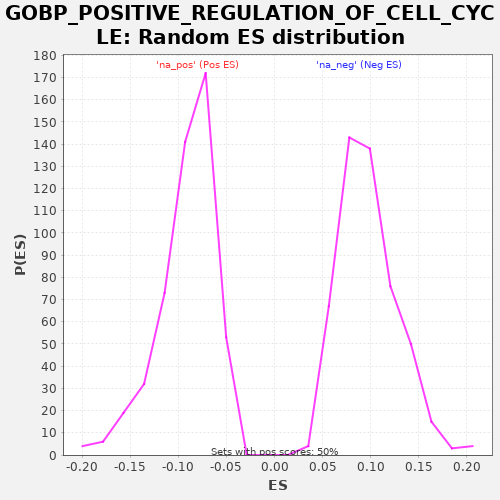 GOBP_POSITIVE_REGULATION_OF_CELL_CYC
LE: Random ES distribution
'na_pos' (Pos ES)
'na_neg' (Neg ES)
P(ES)
180
170
160
150
140
130
120
110
100
90
80
70
60
50
40
30
20
10
0
Sets with pos scores: 50%
-0.20 -0.15 -0.10 -0.05 0.00 0.05 0.10 0.15 0.20
ES